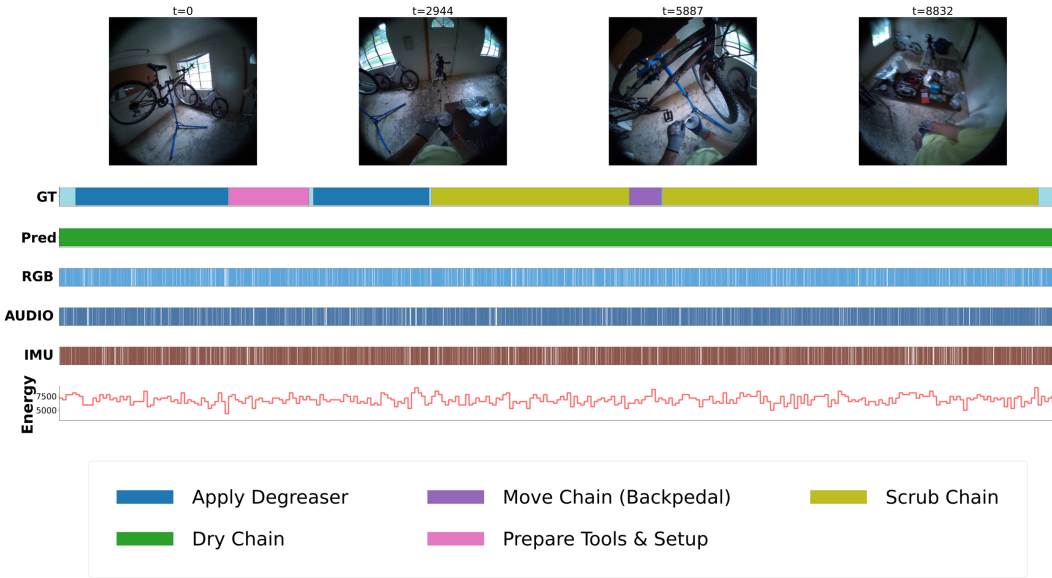 t=0 t=2944 t=5887 t=8832
GT
Pred
RGB
AUDIO
IMU
Energy
7500
5000
Apply Degreaser Move Chain (Backpedal) Scrub Chain
Dry Chain Prepare Tools & Setup